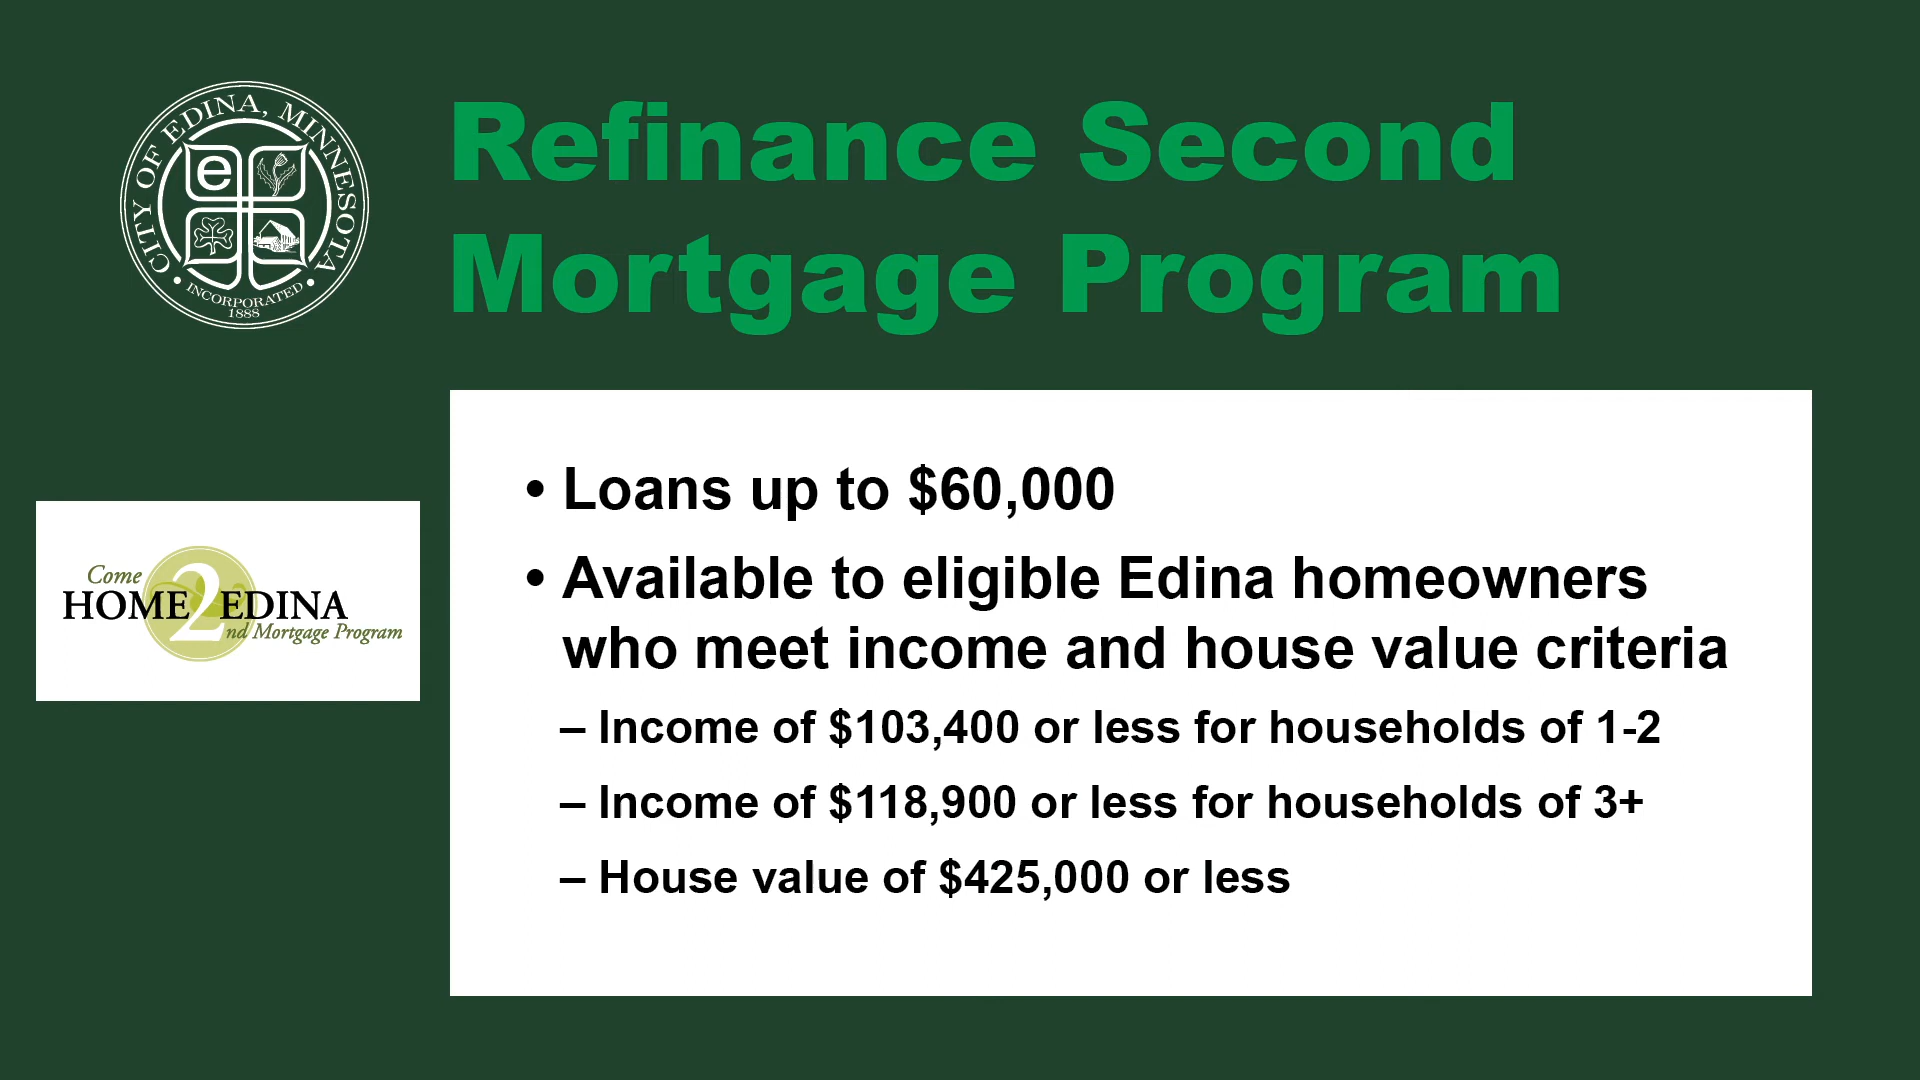 CITY OF EDINA, MINNESOTA
e
• INCORPORATED •
1888
Refinance Second
Mortgage Program
Come
HOME2EDINA
nd Mortgage Program
• Loans up to $60,000
• Available to eligible Edina homeowners
who meet income and house value criteria
– Income of $103,400 or less for households of 1-2
– Income of $118,900 or less for households of 3+
– House value of $425,000 or less